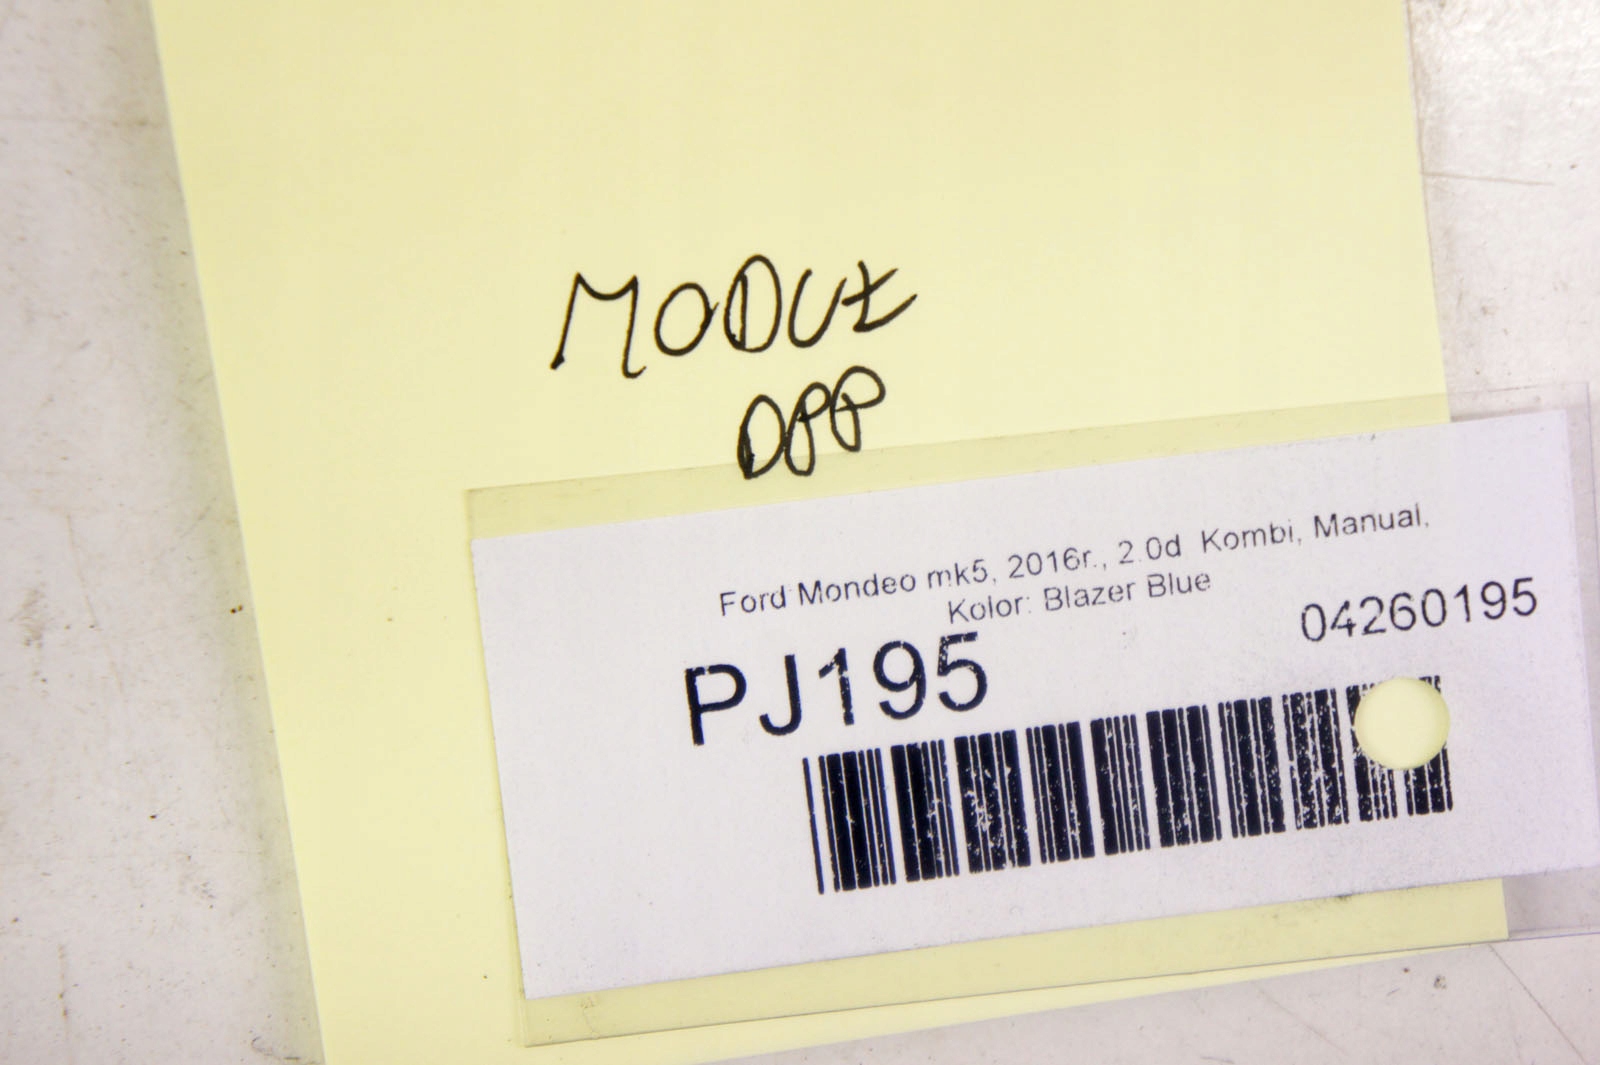 MODUŁ
DPP
Ford Mondeo mk5, 2016r., 2.0d Kombi, Manual,
Kolor: Blazer Blue
04260195
PJ195